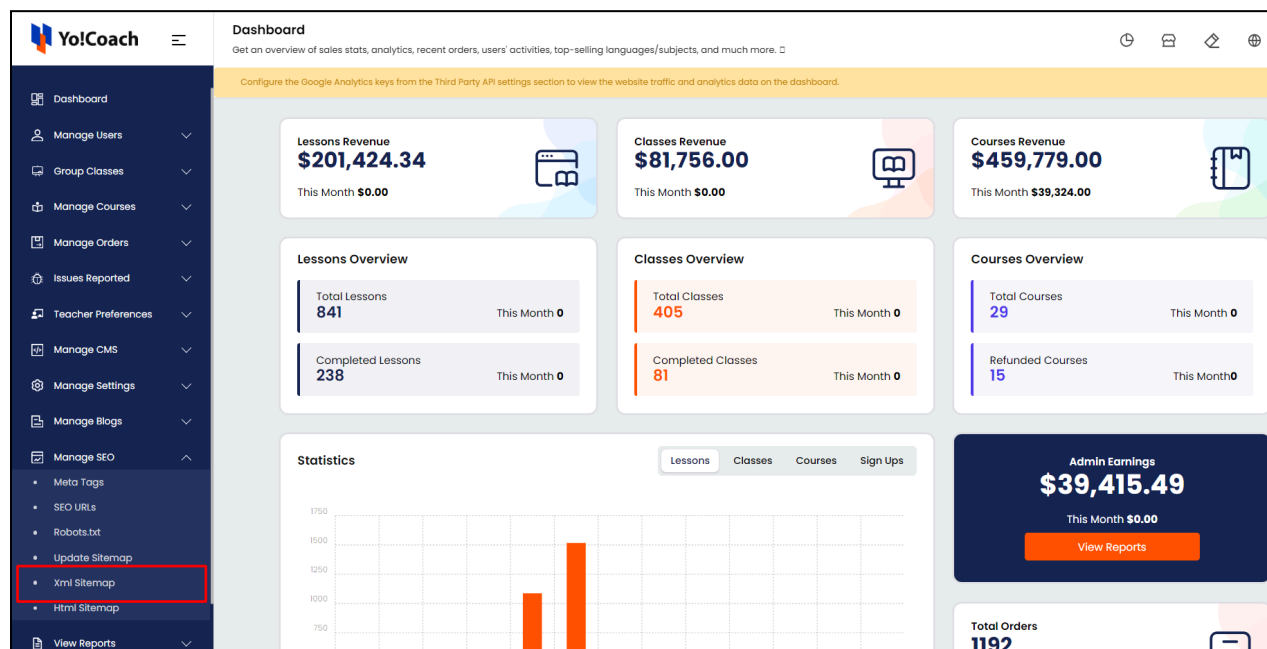 Yo!Coach
Dashboard
Manage Users
Group Classes
Manage Courses
Manage Orders
Issues Reported
Teacher Preferences
Manage CMS
Manage Settings
Manage Blogs
Manage SEO
Meta Tags
SEO URLs
Robots.txt
Update Sitemap
Xml Sitemap
Html Sitemap
View Reports
Dashboard
Get an overview of sales stats, analytics, recent orders, users' activities, top-selling languages/subjects, and much more.
Configure the Google Analytics keys from the Third Party API settings section to view the website traffic and analytics data on the dashboard.
Lessons Revenue
$201,424.34
This Month $0.00
Classes Revenue
$81,756.00
This Month $0.00
Courses Revenue
$459,779.00
This Month $39,324.00
Lessons Overview
Total Lessons
841
This Month 0
Completed Lessons
238
This Month 0
Classes Overview
Total Classes
405
This Month 0
Completed Classes
81
This Month 0
Courses Overview
Total Courses
29
This Month 0
Refunded Courses
15
This Month0
Statistics
Lessons
Classes
Courses
Sign Ups
1750
1500
1250
1000
750
Admin Earnings
$39,415.49
This Month $0.00
View Reports
Total Orders
1192